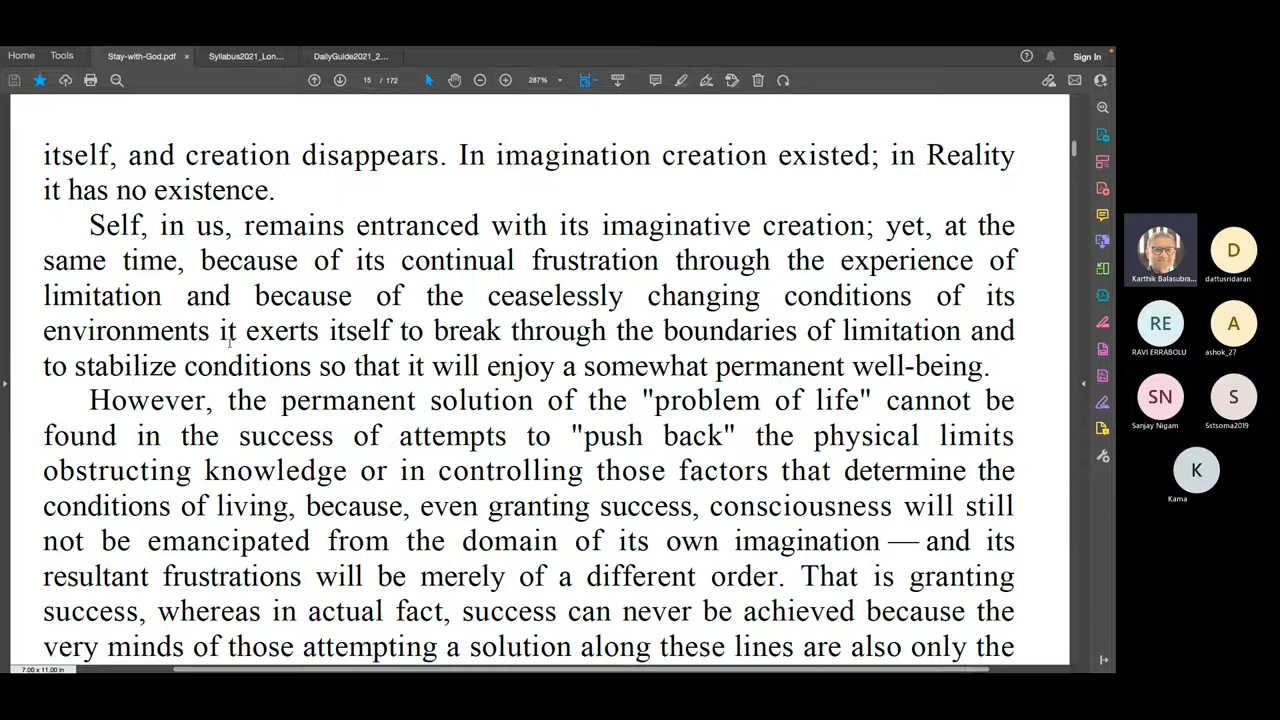 Home Tools Stay-with-God.pdf × Syllabus2021_Lon... DailyGuide2021_2... Sign In
15 / 172 287%
itself, and creation disappears. In imagination creation existed; in Reality
it has no existence.
Self, in us, remains entranced with its imaginative creation; yet, at the
same time, because of its continual frustration through the experience of
limitation and because of the ceaselessly changing conditions of its
environments it exerts itself to break through the boundaries of limitation and
to stabilize conditions so that it will enjoy a somewhat permanent well-being.
However, the permanent solution of the "problem of life" cannot be
found in the success of attempts to "push back" the physical limits
obstructing knowledge or in controlling those factors that determine the
conditions of living, because, even granting success, consciousness will still
not be emancipated from the domain of its own imagination — and its
resultant frustrations will be merely of a different order. That is granting
success, whereas in actual fact, success can never be achieved because the
very minds of those attempting a solution along these lines are also only the
7.00 x 11.00 in
Karthik Balasubra...
D
dattusridaran
RE
RAVI ERRABOLU
A
ashok_27
SN
Sanjay Nigam
S
Sstsoma2019
K
Kama